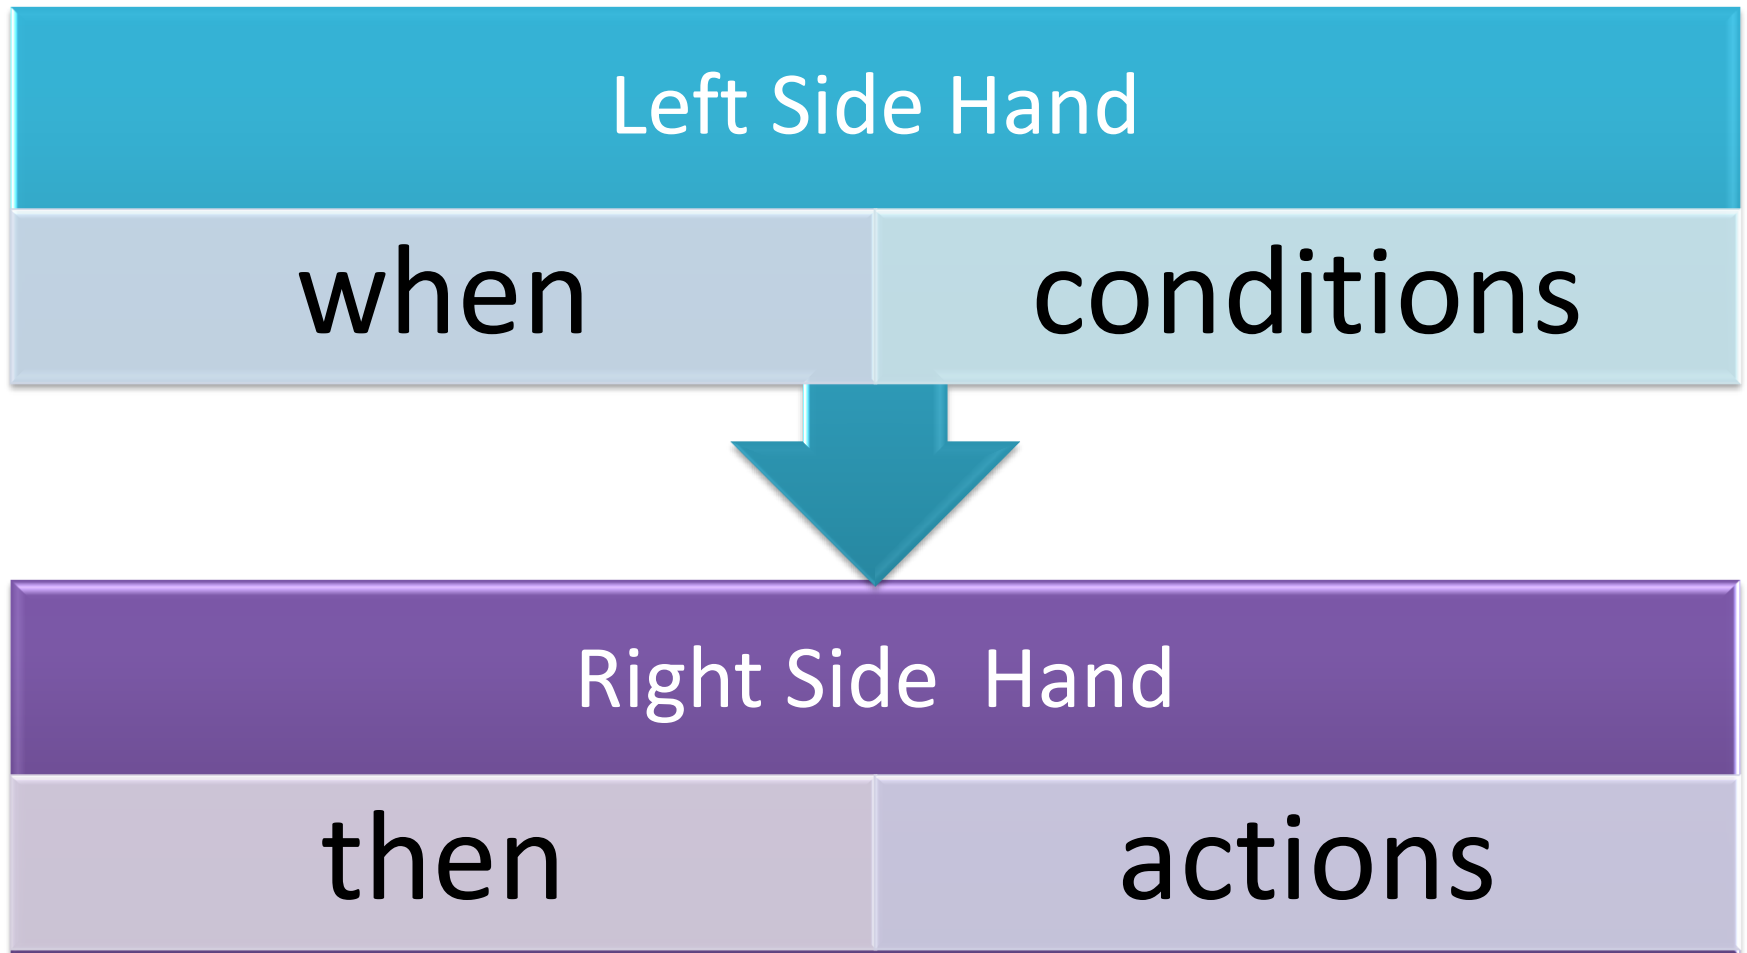 Left Side Hand
when conditions
Right Side  Hand
then actions